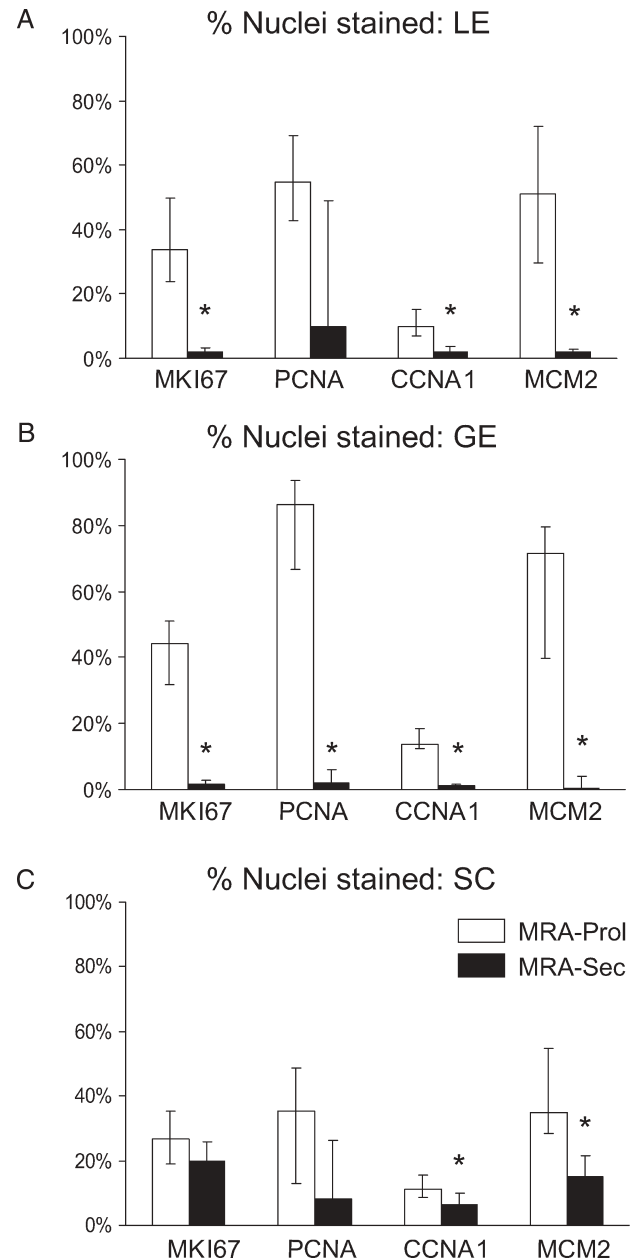 A
% Nuclei stained: LE
100%
80%
60%
40%
20%
0%
*
*
*
MKI67 PCNA CCNA1 MCM2
B
% Nuclei stained: GE
100%
80%
60%
40%
20%
0%
*
*
*
*
MKI67 PCNA CCNA1 MCM2
C
% Nuclei stained: SC
100%
80%
60%
40%
20%
0%
MRA-Prol
MRA-Sec
*
*
MKI67 PCNA CCNA1 MCM2